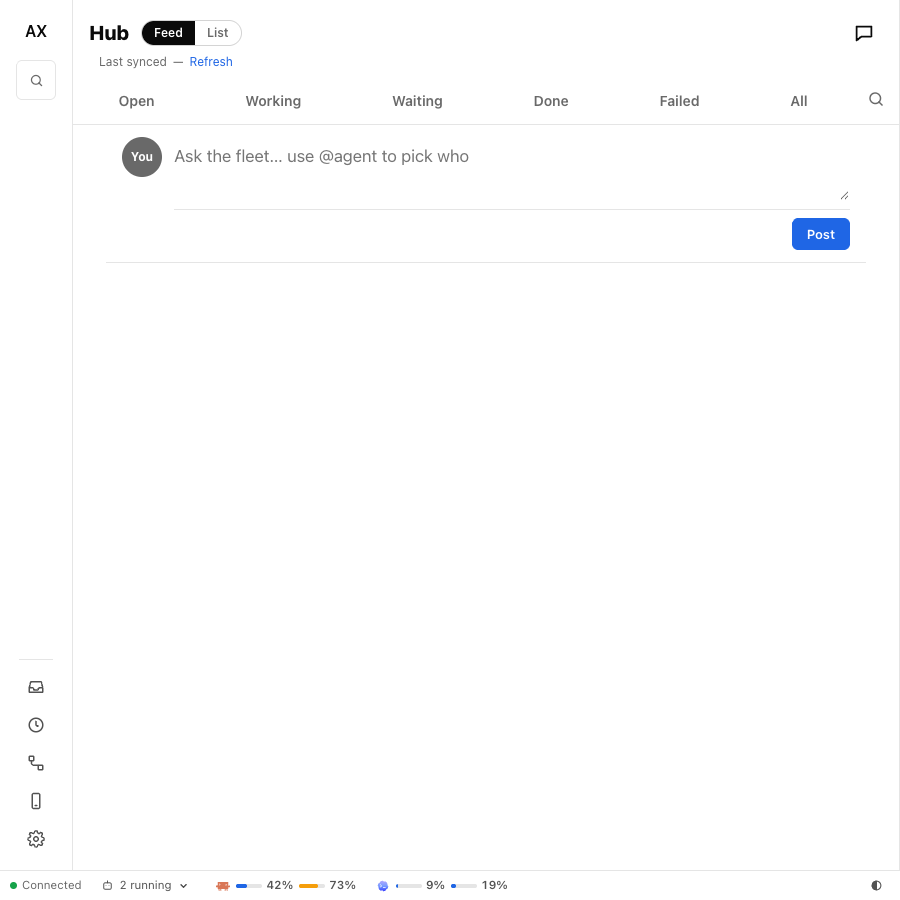 AX
Hub
Feed
List
Last synced — Refresh
Open
Working
Waiting
Done
Failed
All
You
Ask the fleet... use @agent to pick who
Post
Connected
2 running
42%
73%
9%
19%